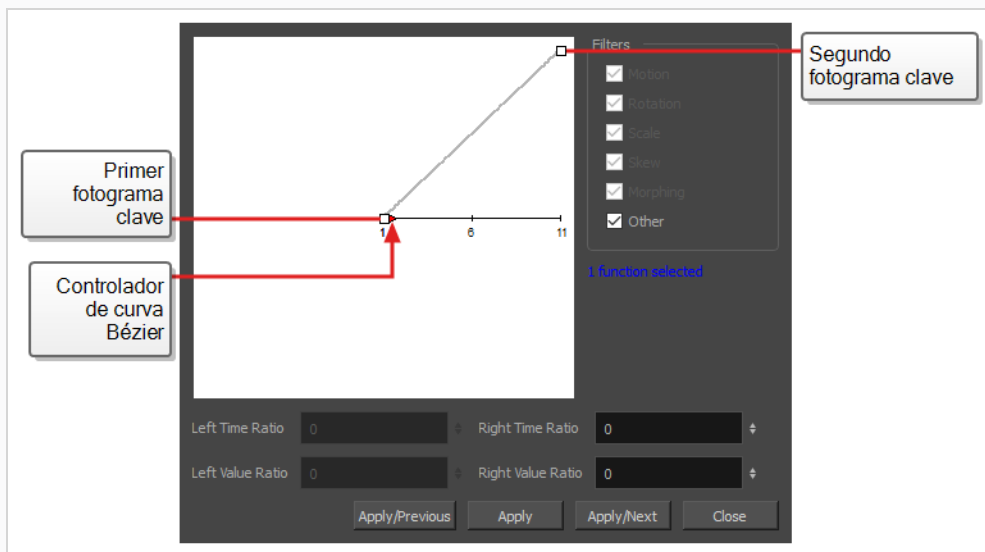 Filters
Motion
Rotation
Scale
Skew
Morphing
Other
1 function selected
Segundo
fotograma clave
Primer
fotograma
clave
Controlador
de curva
Bézier
1 6 11
Left Time Ratio 0 Right Time Ratio 0
Left Value Ratio 0 Right Value Ratio 0
Apply/Previous Apply Apply/Next Close